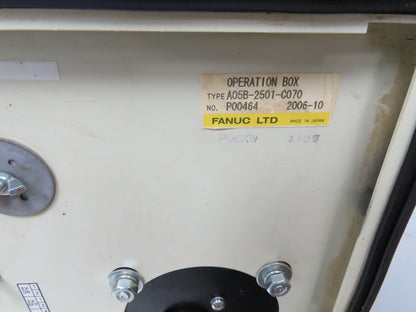 OPERATION BOX
TYPE A05B-2501-C070
NO. P00464 2006-10
FANUC LTD MADE IN JAPAN